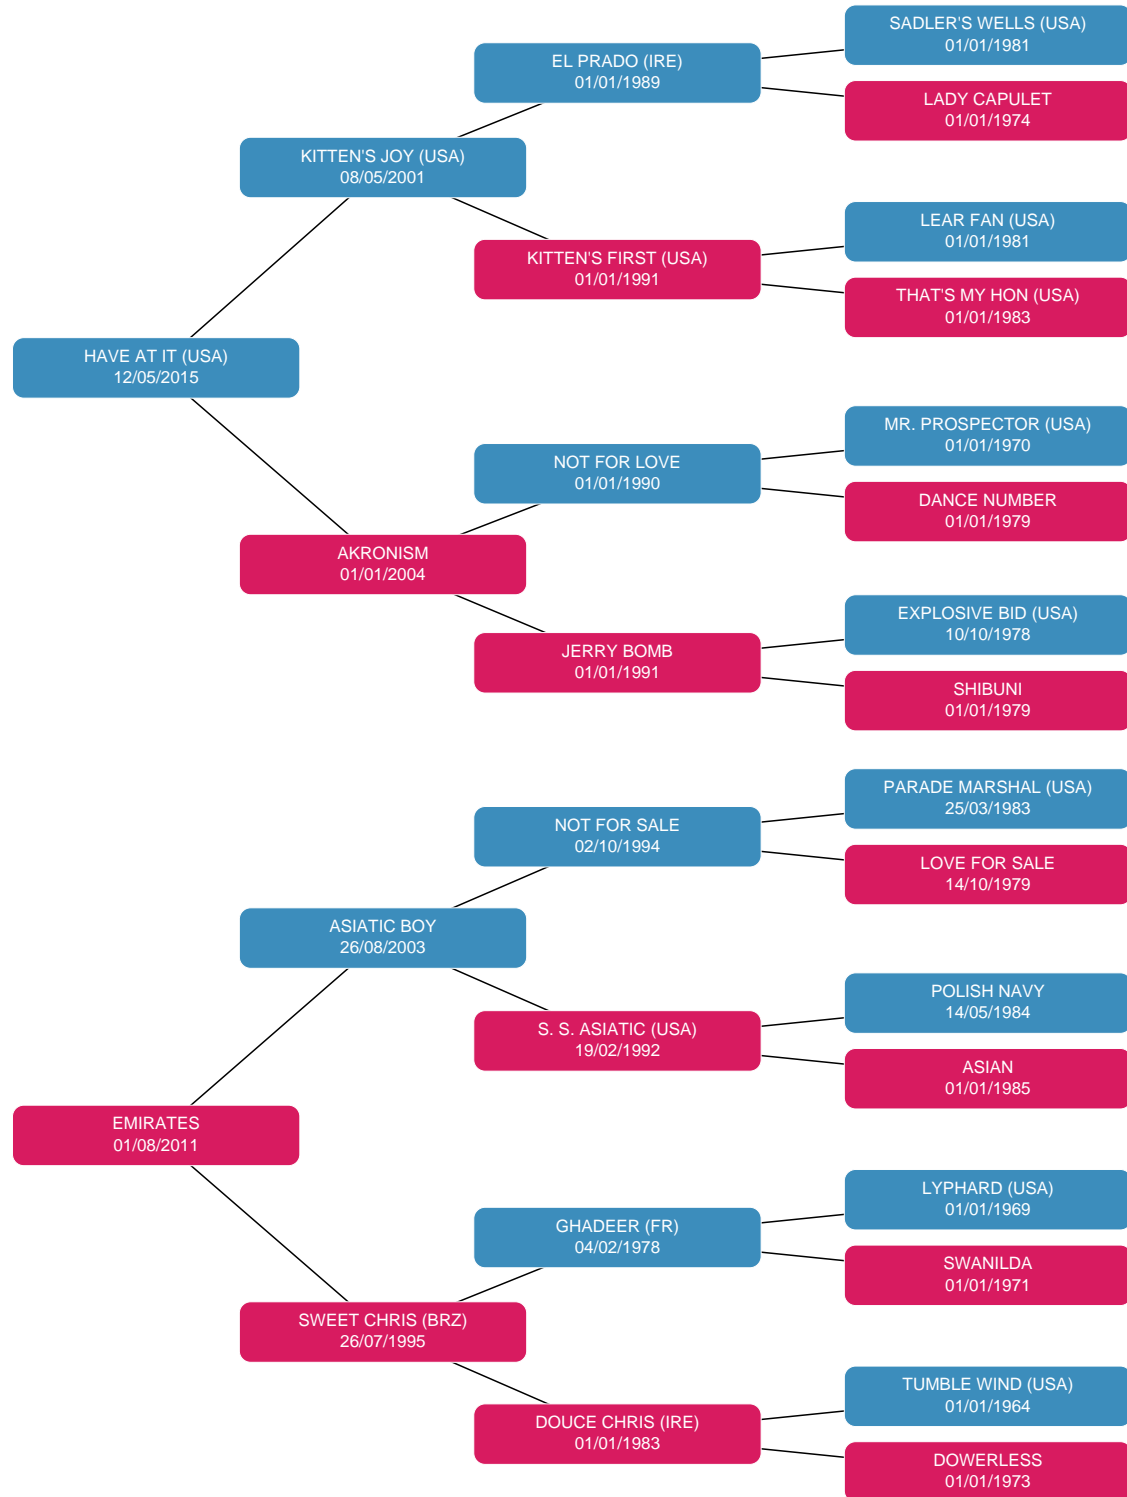 SADLER'S WELLS (USA)
01/01/1981
EL PRADO (IRE)
01/01/1989
LADY CAPULET
01/01/1974
KITTEN'S JOY (USA)
08/05/2001
LEAR FAN (USA)
01/01/1981
KITTEN'S FIRST (USA)
01/01/1991
THAT'S MY HON (USA)
01/01/1983
HAVE AT IT (USA)
12/05/2015
MR. PROSPECTOR (USA)
01/01/1970
NOT FOR LOVE
01/01/1990
DANCE NUMBER
01/01/1979
AKRONISM
01/01/2004
EXPLOSIVE BID (USA)
10/10/1978
JERRY BOMB
01/01/1991
SHIBUNI
01/01/1979
PARADE MARSHAL (USA)
25/03/1983
NOT FOR SALE
02/10/1994
LOVE FOR SALE
14/10/1979
ASIATIC BOY
26/08/2003
POLISH NAVY
14/05/1984
S. S. ASIATIC (USA)
19/02/1992
ASIAN
01/01/1985
EMIRATES
01/08/2011
LYPHARD (USA)
01/01/1969
GHADEER (FR)
04/02/1978
SWANILDA
01/01/1971
SWEET CHRIS (BRZ)
26/07/1995
TUMBLE WIND (USA)
01/01/1964
DOUCE CHRIS (IRE)
01/01/1983
DOWERLESS
01/01/1973